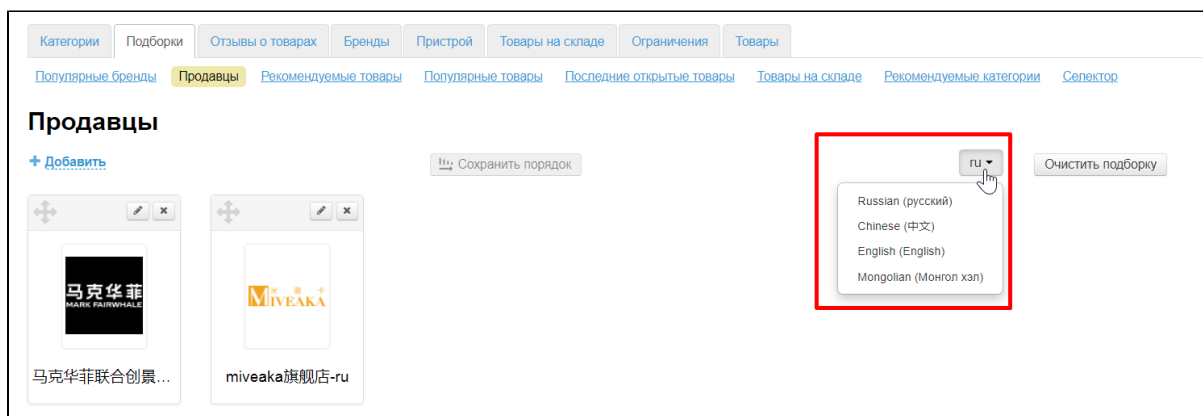 Категории Подборки Отзывы о товарах Бренды Пристрой Товары на складе Ограничения Товары
Популярные бренды Продавцы Рекомендуемые товары Популярные товары Последние открытые товары Товары на складе Рекомендуемые категории Селектор
Продавцы
Добавить Сохранить порядок ru Очистить подборку
Russian (русский)
Chinese (中文)
English (English)
Mongolian (Монгол хэл)
马克华菲
MARK FAIRWHALE
米薇卡
MIVEAKA
马克华菲联合创景...
miveaka旗舰店-ru